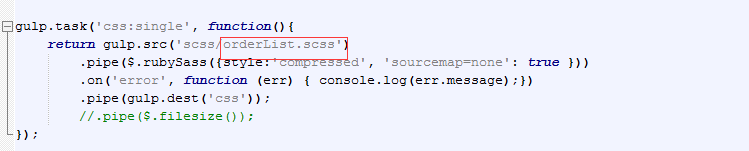 gulp.task('css:single', function(){
return gulp.src('scss/orderList.scss')
.pipe($.rubySass({style:'compressed', 'sourcemap=none': true }))
.on('error', function (err) { console.log(err.message);})
.pipe(gulp.dest('css'));
//.pipe($.filesize());
});